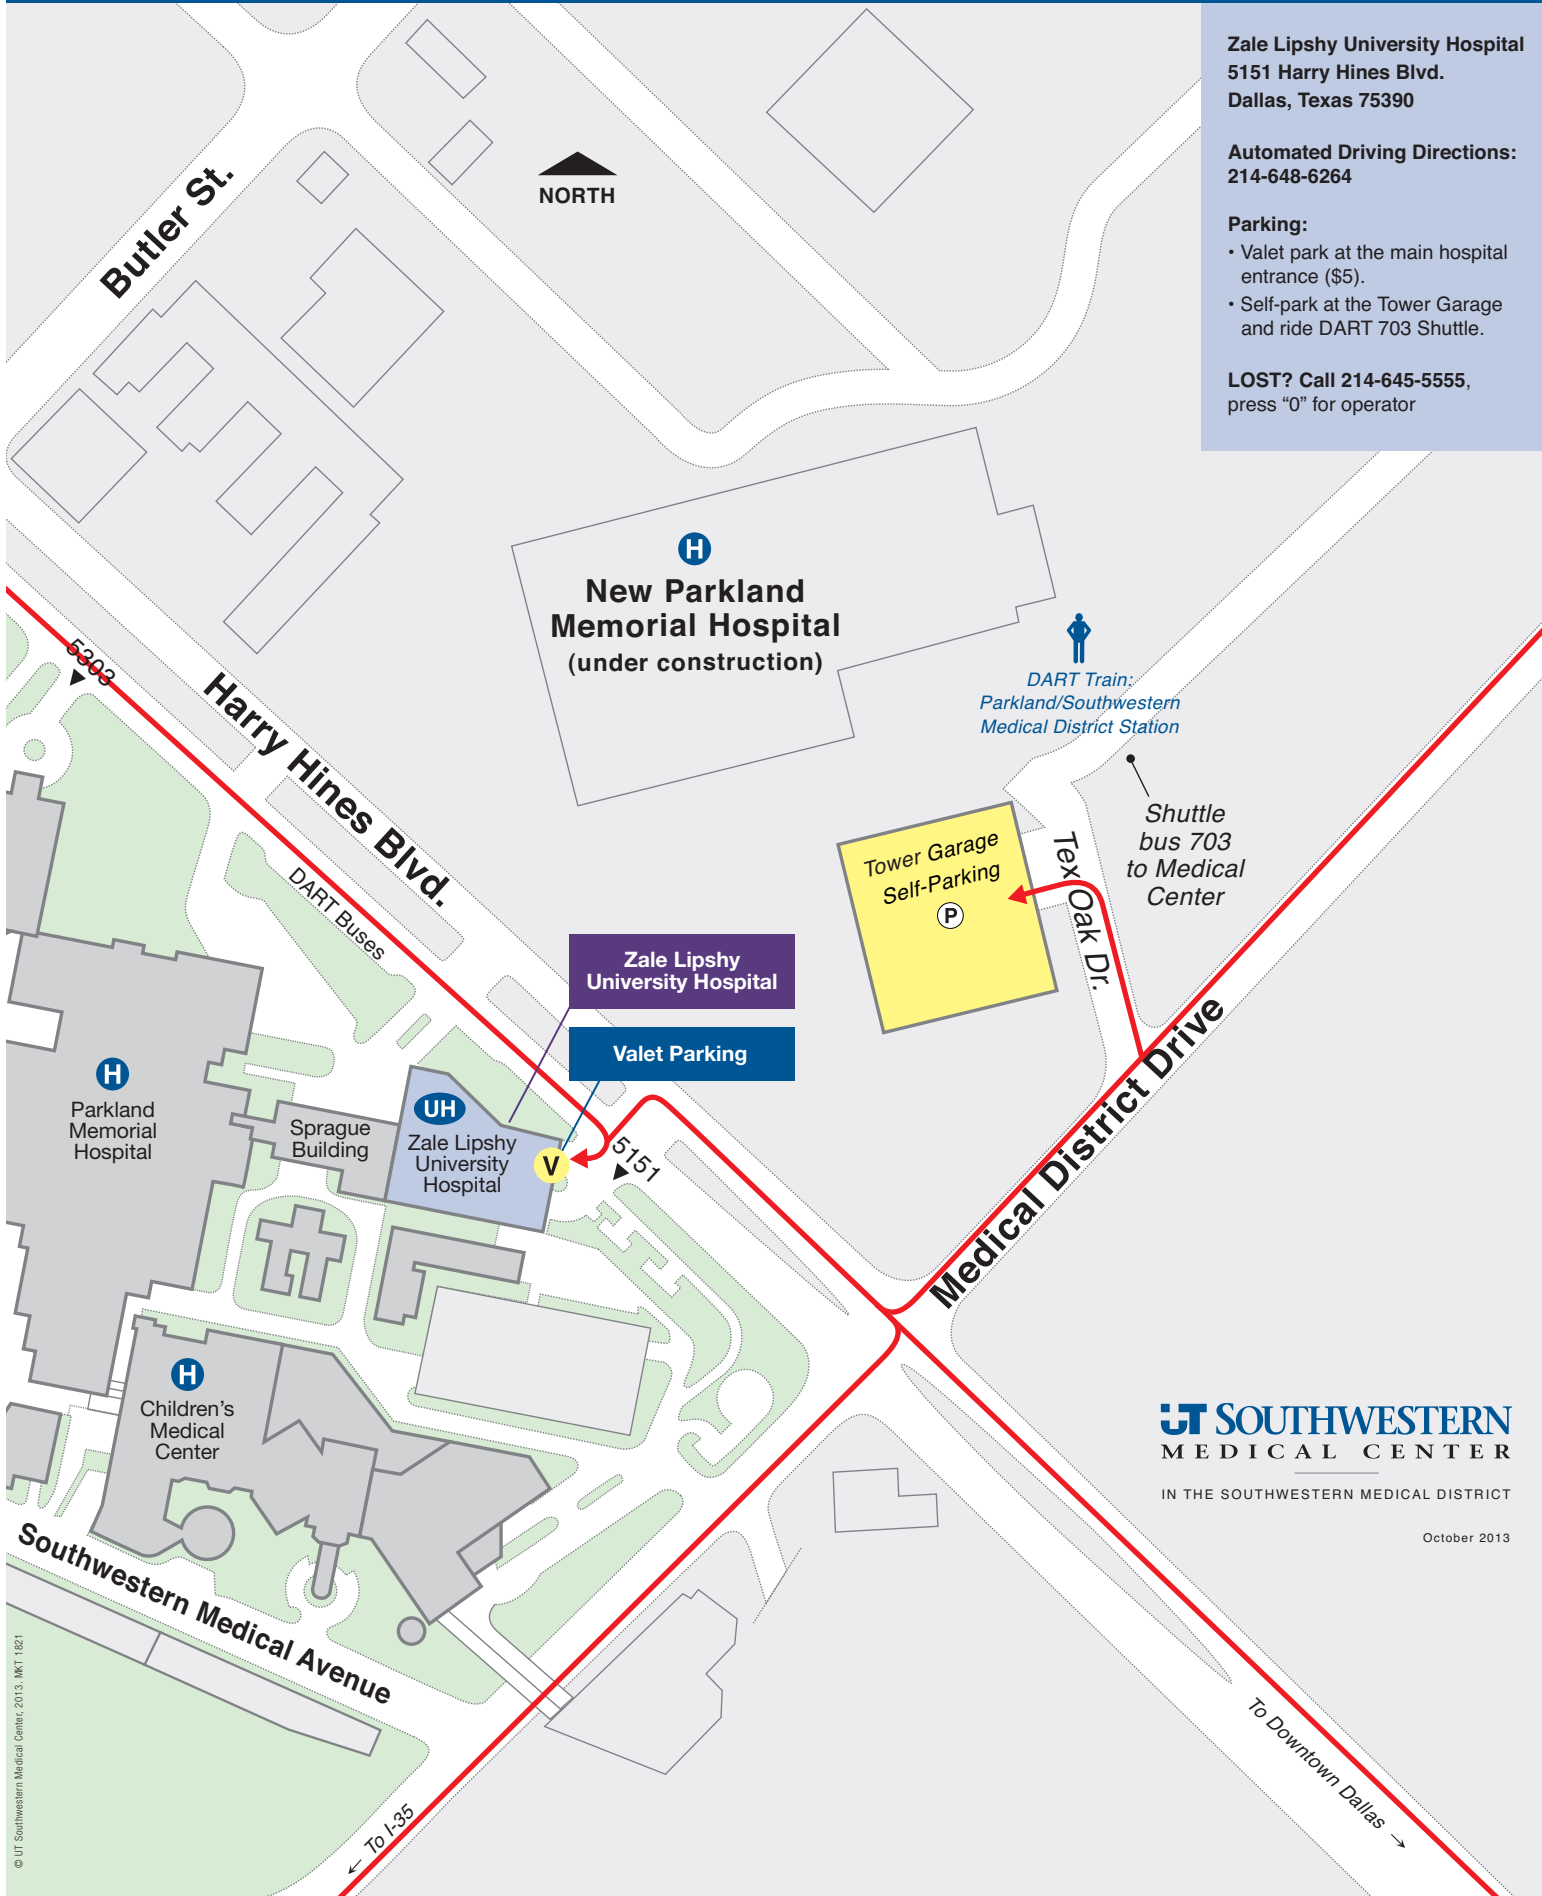 Zale Lipshy University Hospital
5151 Harry Hines Blvd.
Dallas, Texas 75390
Automated Driving Directions:
214-648-6264
Parking:
• Valet park at the main hospital
entrance ($5).
• Self-park at the Tower Garage
and ride DART 703 Shuttle.
LOST? Call 214-645-5555,
press “0” for operator
NORTH
Butler St.
H
New Parkland
Memorial Hospital
(under construction)
DART Train:
Parkland/Southwestern
Medical District Station
5303
Harry Hines Blvd.
DART Buses
Shuttle
bus 703
to Medical
Center
Tower Garage
Self-Parking
P
Tex Oak Dr.
Zale Lipshy
University Hospital
Valet Parking
Medical District Drive
H
Parkland
Memorial
Hospital
Sprague
Building
UH
Zale Lipshy
University
Hospital
V
5151
H
Children's
Medical
Center
Southwestern Medical Avenue
UT SOUTHWESTERN
MEDICAL CENTER
IN THE SOUTHWESTERN MEDICAL DISTRICT
October 2013
To Downtown Dallas →
← To I-35
© UT Southwestern Medical Center, 2013. MKT 1821